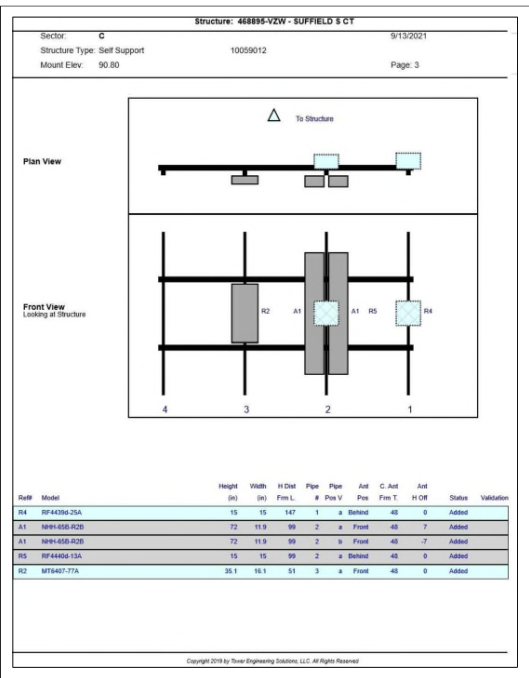 Structure: 468895-VZW - SUFFIELD S CT
Sector: C 9/13/2021
Structure Type: Self Support 10059012
Mount Elev: 90.80 Page: 3
Plan View
To Structure
Front View
Looking at Structure
R2 A1 A1 R5 R4
4 3 2 1
Height Width H Dist Pipe Pipe Ant C. Ant Ant
Ref# Model (in) (in) Frm L. # Pos V Pos Frm T. H Off Status Validation
R4 RF4439d-25A 15 15 147 1 a Behind 48 0 Added
A1 NHH-65B-R2B 72 11.9 99 2 a Front 48 7 Added
A1 NHH-65B-R2B 72 11.9 99 2 b Front 48 -7 Added
R5 RF4440d-13A 15 15 99 2 a Behind 48 0 Added
R2 MT6407-77A 35.1 16.1 51 3 a Front 48 0 Added
Copyright 2019 by Tower Engineering Solutions, LLC. All Rights Reserved